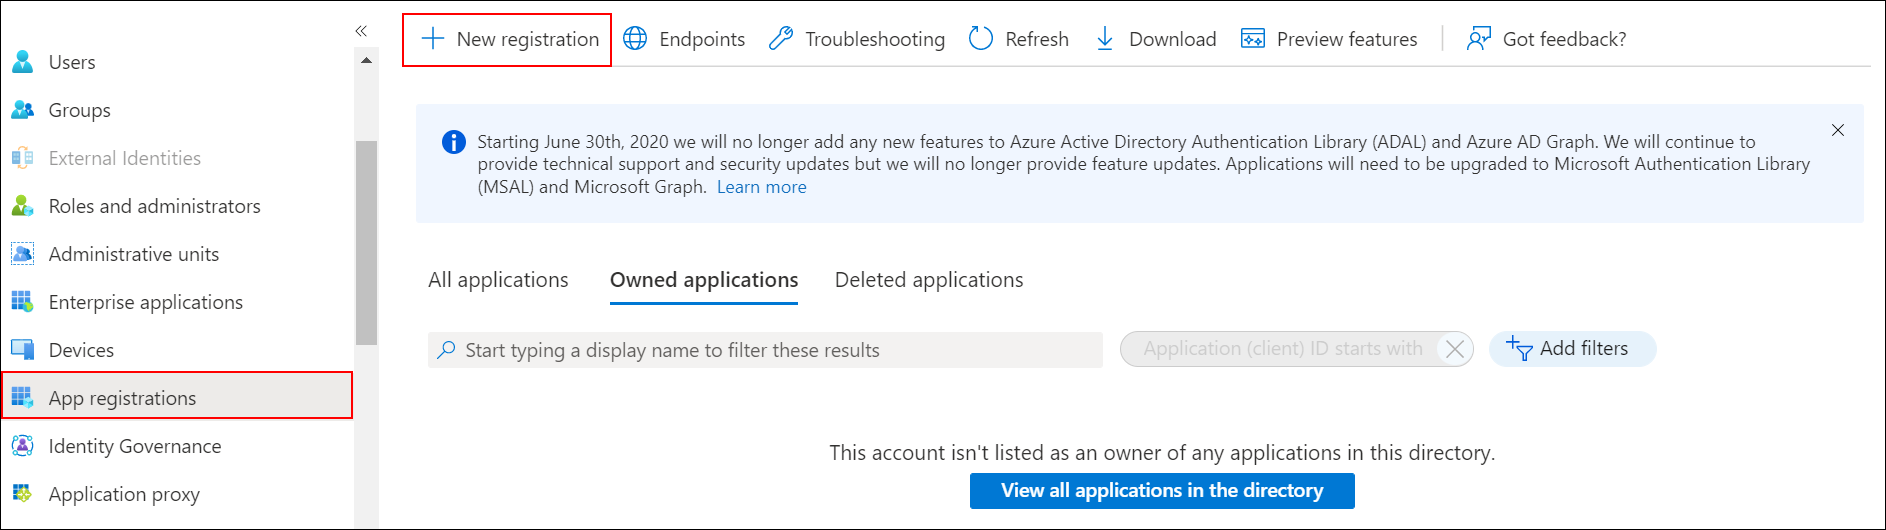 «
Users
Groups
External Identities
Roles and administrators
Administrative units
Enterprise applications
Devices
App registrations
Identity Governance
Application proxy
New registration Endpoints Troubleshooting Refresh Download Preview features Got feedback?
Starting June 30th, 2020 we will no longer add any new features to Azure Active Directory Authentication Library (ADAL) and Azure AD Graph. We will continue to
provide technical support and security updates but we will no longer provide feature updates. Applications will need to be upgraded to Microsoft Authentication Library
(MSAL) and Microsoft Graph. Learn more
All applications Owned applications Deleted applications
Start typing a display name to filter these results Application (client) ID starts with Add filters
This account isn't listed as an owner of any applications in this directory.
View all applications in the directory